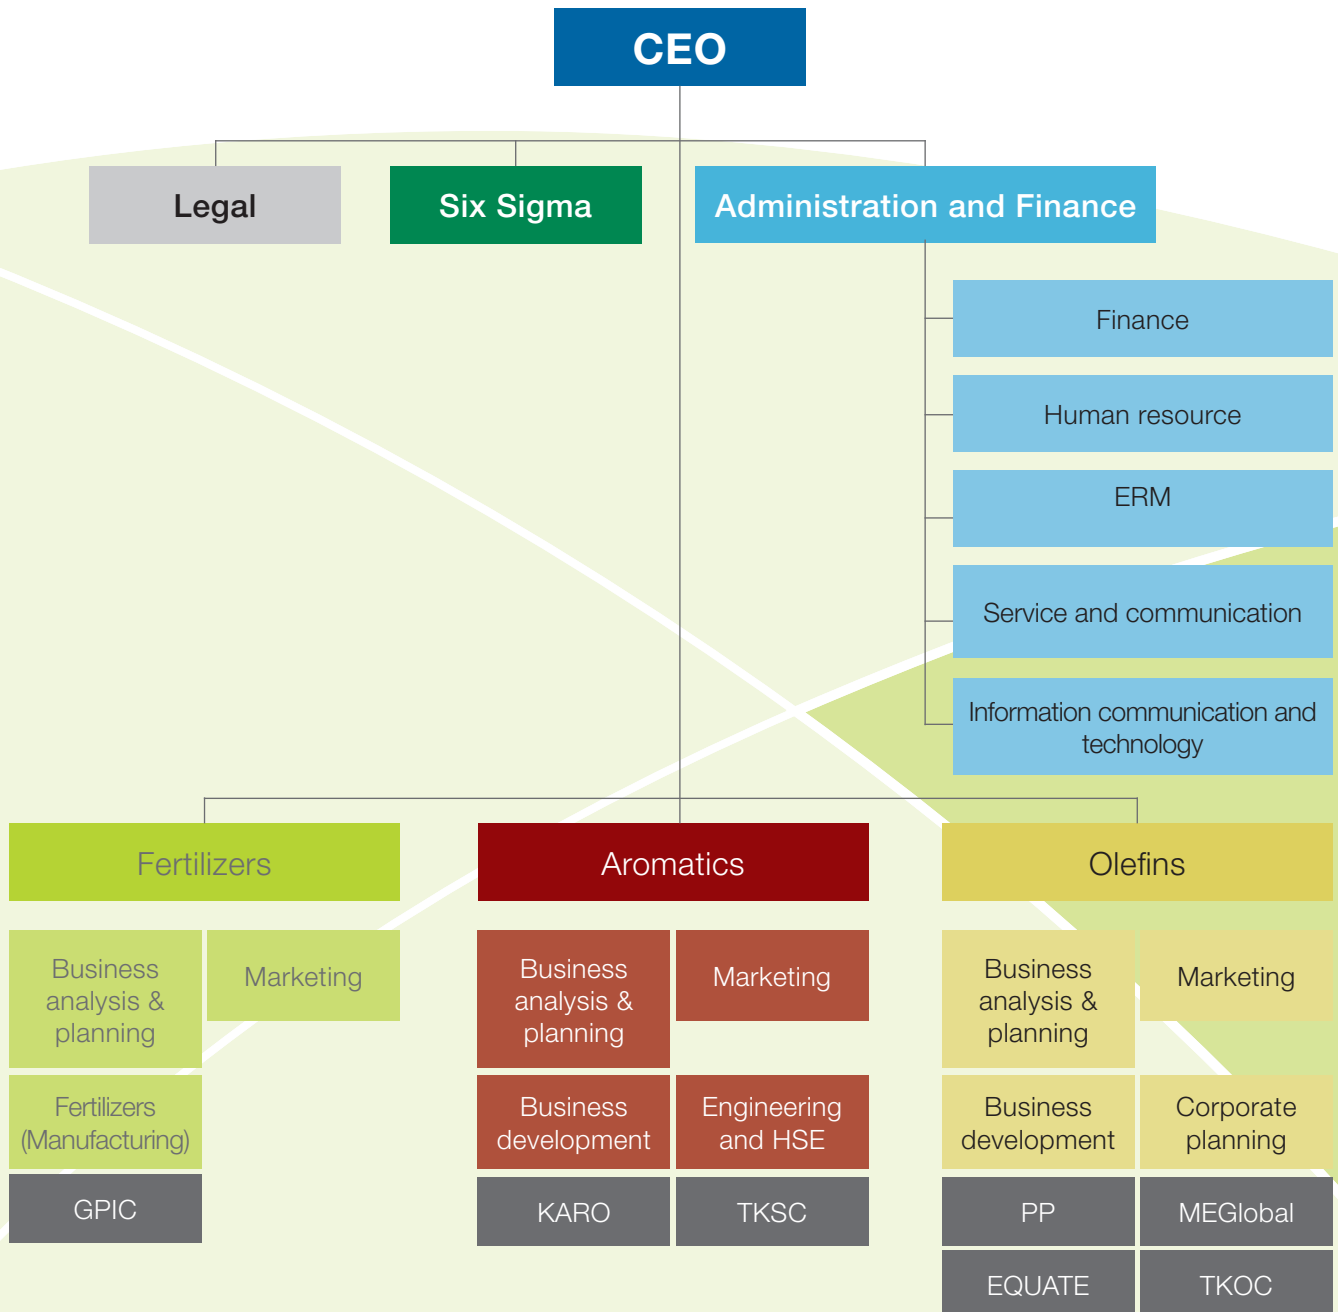 CEO
Legal
Six Sigma
Administration and Finance
Finance
Human resource
ERM
Service and communication
Information communication and
technology
Fertilizers
Aromatics
Olefins
Business
analysis &
planning
Marketing
Fertilizers
(Manufacturing)
GPIC
Business
analysis &
planning
Marketing
Business
development
Engineering
and HSE
KARO
TKSC
Business
analysis &
planning
Marketing
Business
development
Corporate
planning
PP
MEGlobal
EQUATE
TKOC